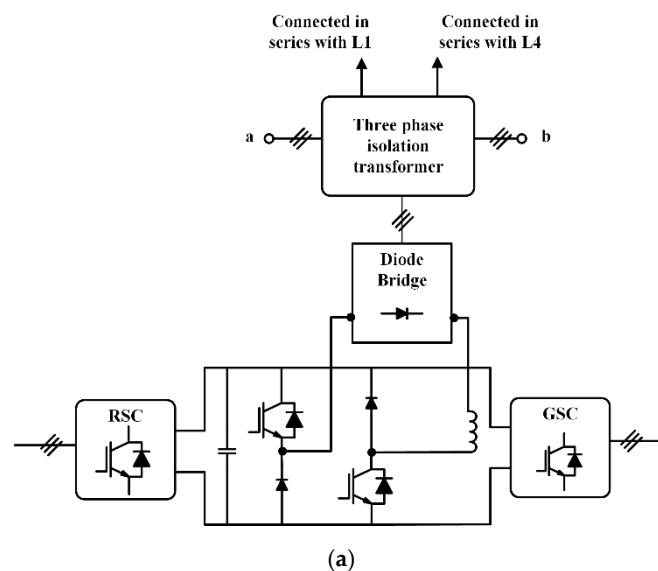 Connected in
series with L1
Connected in
series with L4
a
Three phase
isolation
transformer
b
Diode
Bridge
RSC
GSC
(a)